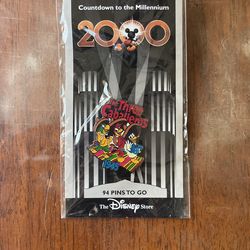 Countdown to the Millennium
2000
The Three
Caballeros
94 PINS TO GO
The Disney Store